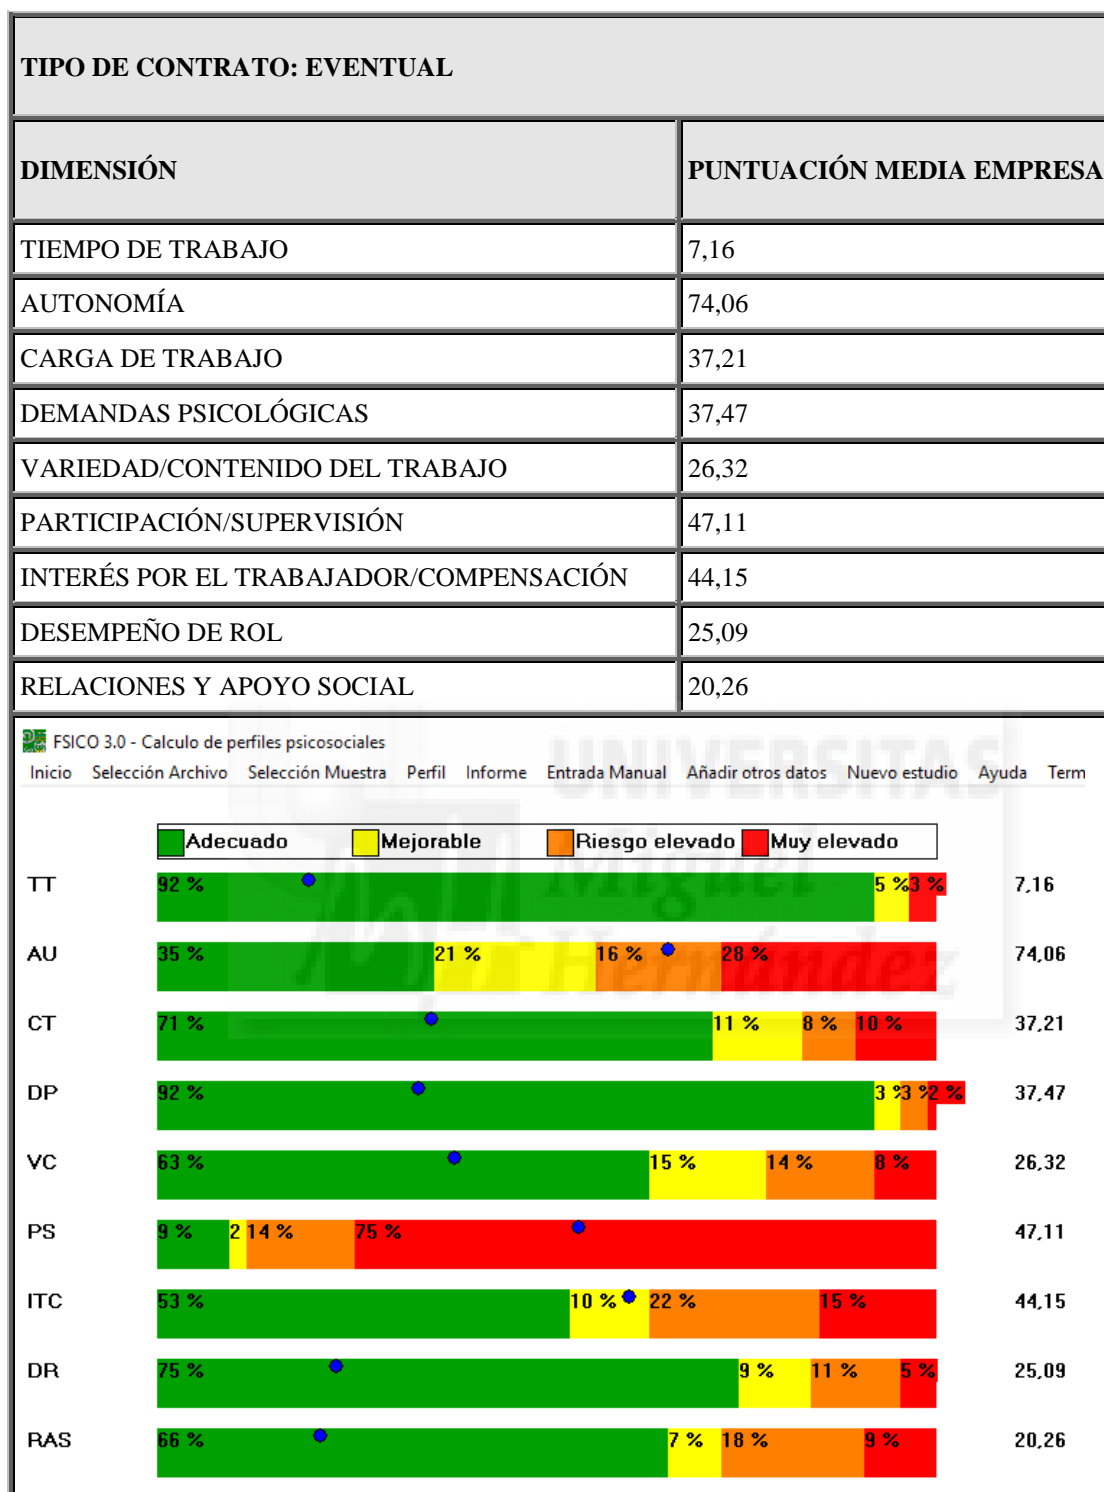 TIPO DE CONTRATO: EVENTUAL
DIMENSIÓN PUNTUACIÓN MEDIA EMPRESA
TIEMPO DE TRABAJO 7,16
AUTONOMÍA 74,06
CARGA DE TRABAJO 37,21
DEMANDAS PSICOLÓGICAS 37,47
VARIEDAD/CONTENIDO DEL TRABAJO 26,32
PARTICIPACIÓN/SUPERVISIÓN 47,11
INTERÉS POR EL TRABAJADOR/COMPENSACIÓN 44,15
DESEMPEÑO DE ROL 25,09
RELACIONES Y APOYO SOCIAL 20,26
FSICO 3.0 - Calculo de perfiles psicosociales
Inicio Selección Archivo Selección Muestra Perfil Informe Entrada Manual Añadir otros datos Nuevo estudio Ayuda Term
UNIVERSITAS
Miguel
Hernández
Adecuado Mejorable Riesgo elevado Muy elevado
TT 92 % 5 % 3 % 7,16
AU 35 % 21 % 16 % 28 % 74,06
CT 71 % 11 % 8 % 10 % 37,21
DP 92 % 3 % 3 % 2 % 37,47
VC 63 % 15 % 14 % 8 % 26,32
PS 9 % 2 14 % 75 % 47,11
ITC 53 % 10 % 22 % 15 % 44,15
DR 75 % 9 % 11 % 5 % 25,09
RAS 66 % 7 % 18 % 9 % 20,26